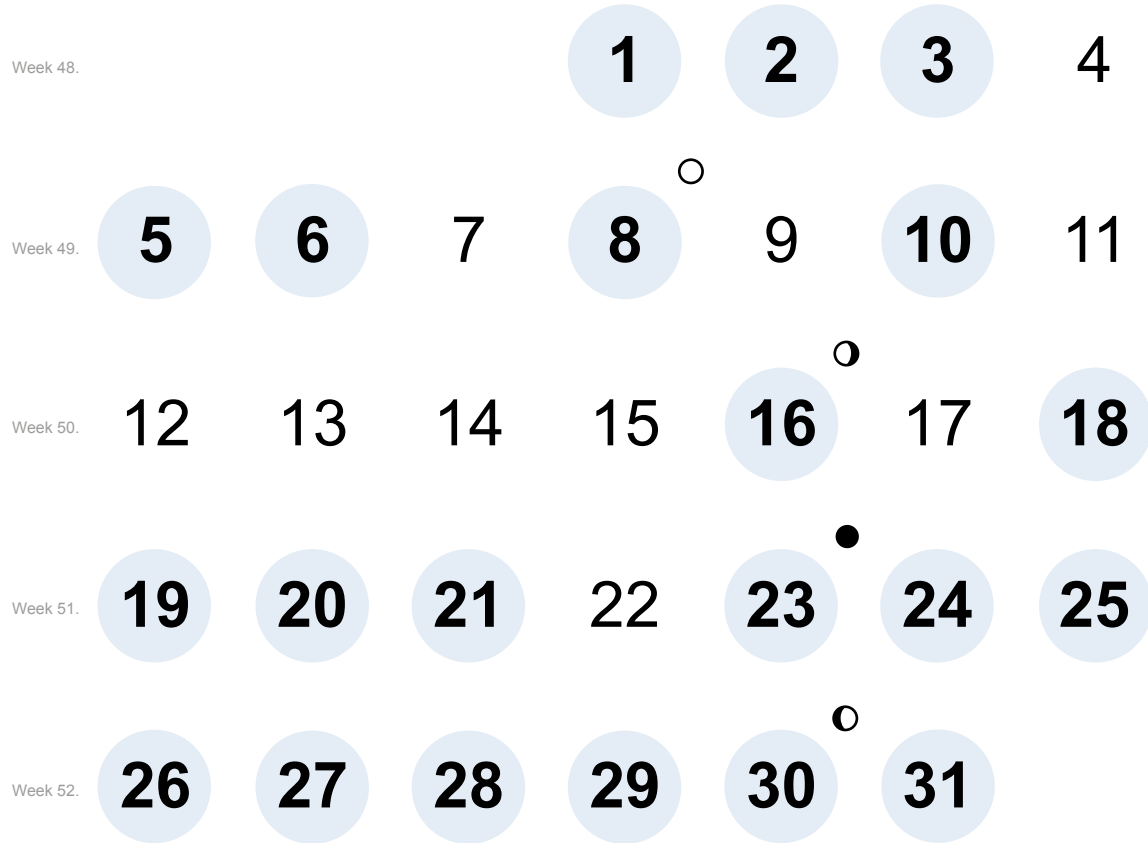 Week 48. 1 2 3 4
Week 49. 5 6 7 8 9 10 11
Week 50. 12 13 14 15 16 17 18
Week 51. 19 20 21 22 23 24 25
Week 52. 26 27 28 29 30 31